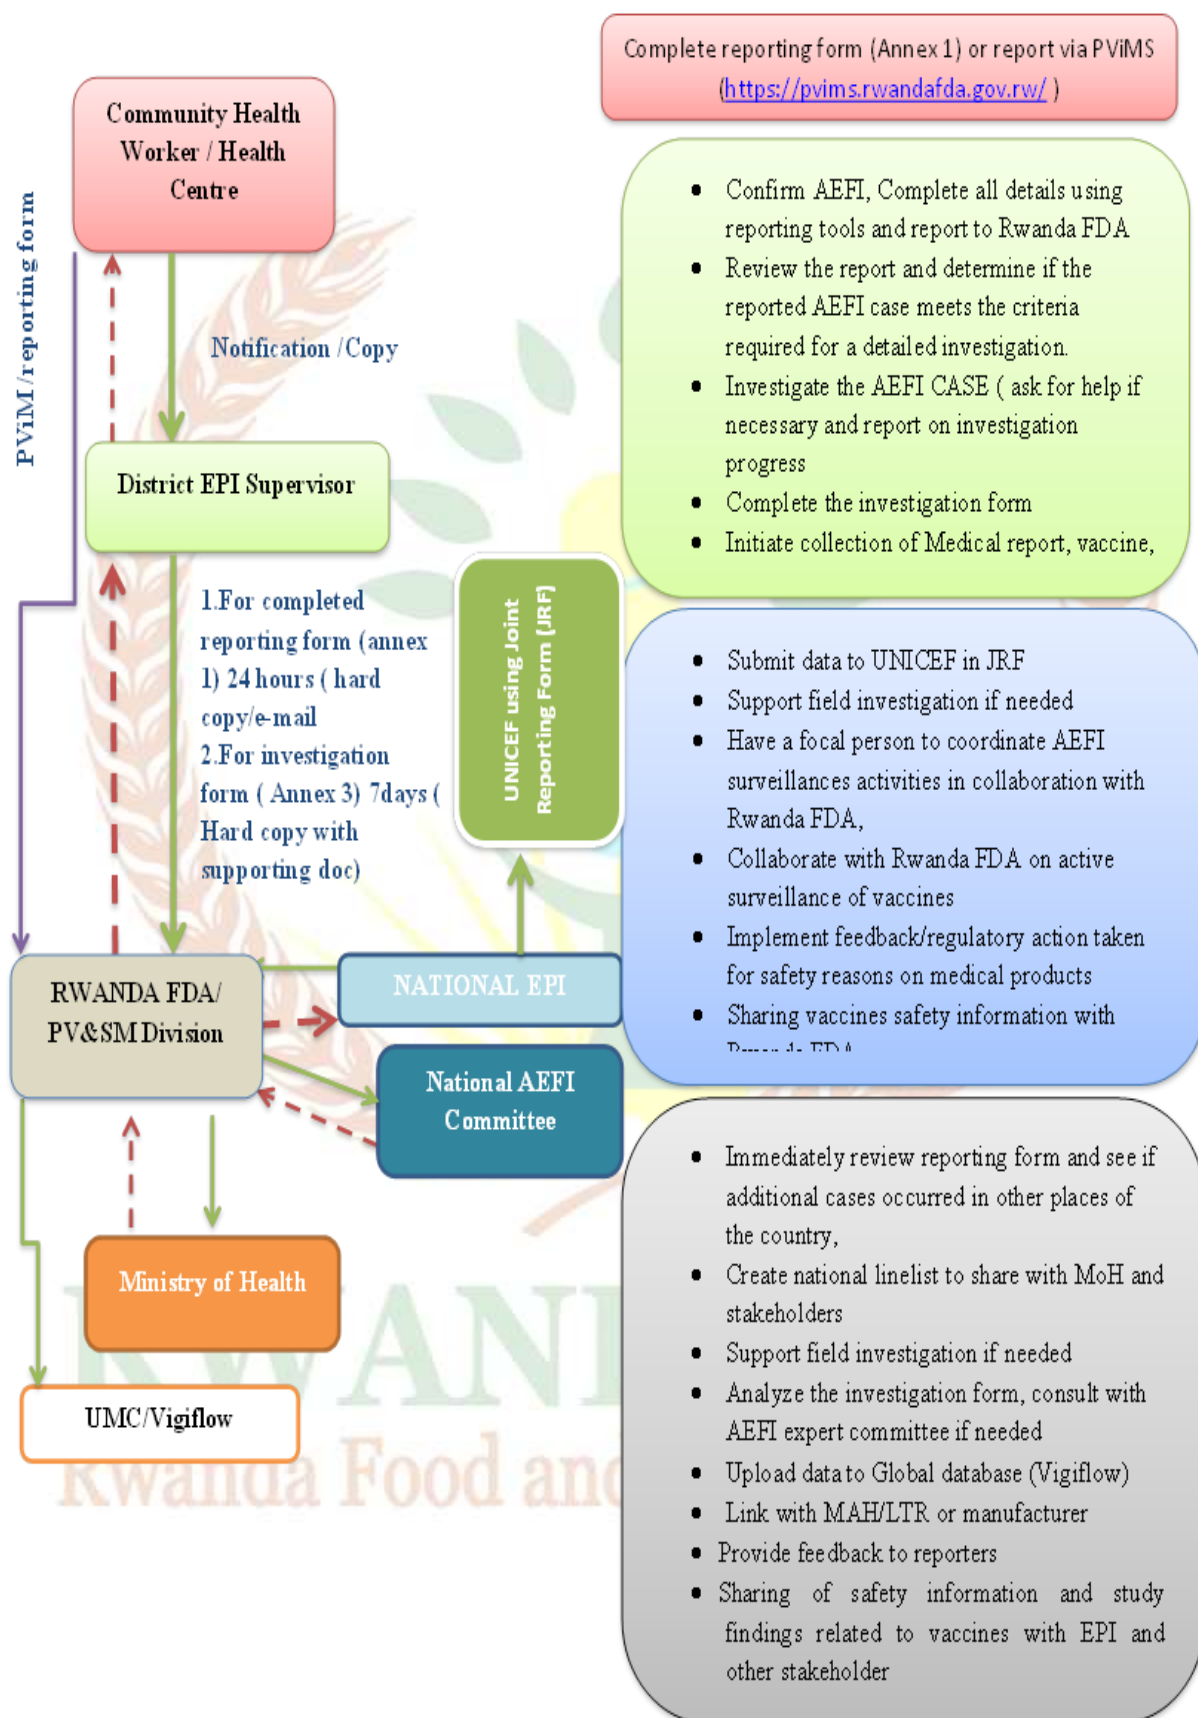 Complete reporting form (Annex 1) or report via PViMS
(https://pvims.rwandafda.gov.rw/ )
Community Health
Worker / Health
Centre
PViM /reporting form
Notification /Copy
District EPI Supervisor
1.For completed
reporting form (annex
1) 24 hours ( hard
copy/e-mail
2.For investigation
form ( Annex 3) 7days (
Hard copy with
supporting doc)
UNICEF using Joint
Reporting Form (JRF)
RWANDA FDA/
PV&SM Division
NATIONAL EPI
National AEFI
Committee
Ministry of Health
UMC/Vigiflow
• Confirm AEFI, Complete all details using
reporting tools and report to Rwanda FDA
• Review the report and determine if the
reported AEFI case meets the criteria
required for a detailed investigation.
• Investigate the AEFI CASE ( ask for help if
necessary and report on investigation
progress
• Complete the investigation form
• Initiate collection of Medical report, vaccine,
• Submit data to UNICEF in JRF
• Support field investigation if needed
• Have a focal person to coordinate AEFI
surveillances activities in collaboration with
Rwanda FDA,
• Collaborate with Rwanda FDA on active
surveillance of vaccines
• Implement feedback/regulatory action taken
for safety reasons on medical products
• Sharing vaccines safety information with
Rwanda FDA
• Immediately review reporting form and see if
additional cases occurred in other places of
the country,
• Create national linelist to share with MoH and
stakeholders
• Support field investigation if needed
• Analyze the investigation form, consult with
AEFI expert committee if needed
• Upload data to Global database (Vigiflow)
• Link with MAH/LTR or manufacturer
• Provide feedback to reporters
• Sharing of safety information and study
findings related to vaccines with EPI and
other stakeholder
RWAN
Rwanda Food and